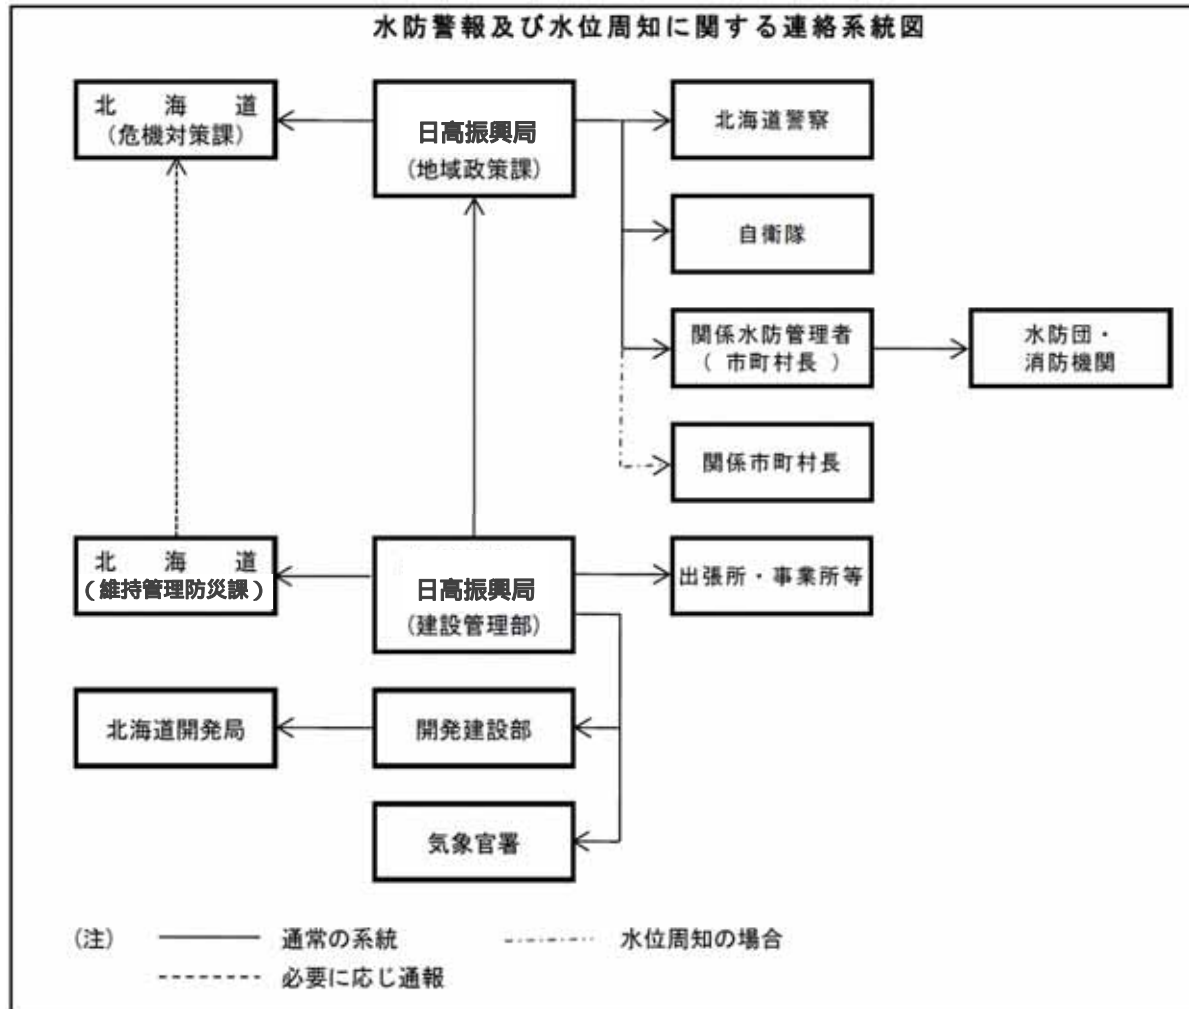 水防警報及び水位周知に関する連絡系統図
北海道
(危機対策課)
日高振興局
(地域政策課)
北海道警察
自衛隊
関係水防管理者
(市町村長)
水防団・
消防機関
関係市町村長
北海道
(維持管理防災課)
日高振興局
(建設管理部)
出張所・事業所等
北海道開発局
開発建設部
気象官署
(注) 通常の系統 水位周知の場合
必要に応じ通報